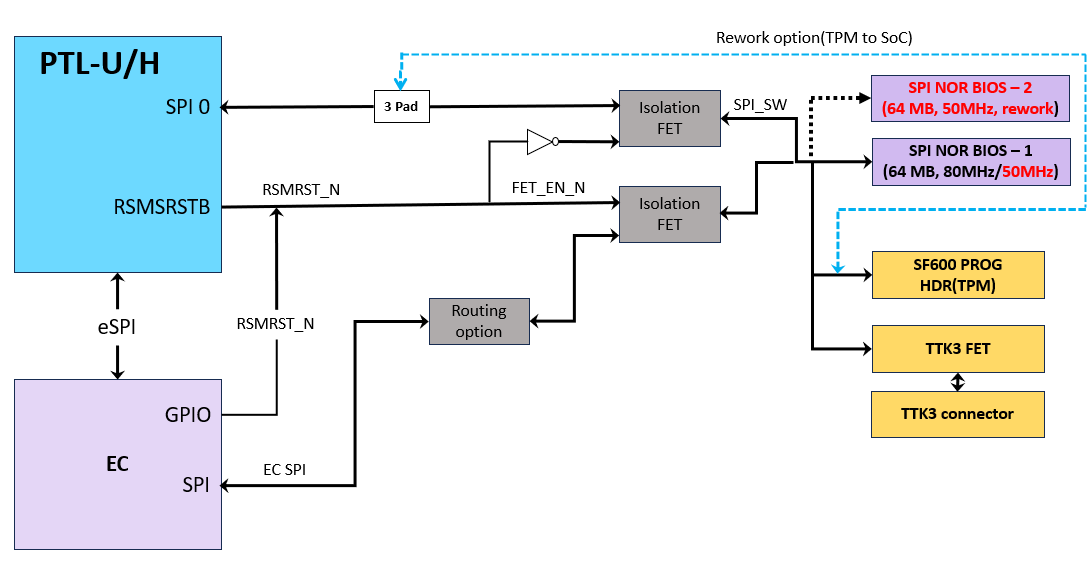 Rework option(TPM to SoC)
PTL-U/H
SPI 0
3 Pad
Isolation
FET
SPI_SW
SPI NOR BIOS – 2
(64 MB, 50MHz, rework)
SPI NOR BIOS – 1
(64 MB, 80MHz/50MHz)
RSMRST_N
FET_EN_N
RSMSRSTB
Isolation
FET
SF600 PROG
HDR(TPM)
eSPI
RSMRST_N
Routing
option
TTK3 FET
TTK3 connector
GPIO
EC
EC SPI
SPI